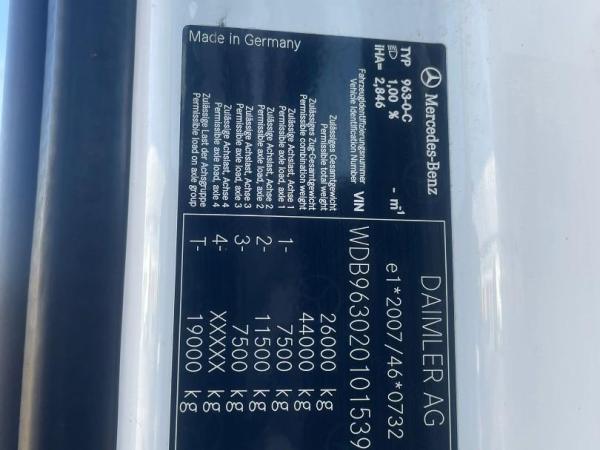 Mercedes-Benz
DAIMLER AG
TYP 963-0-C
1,00 % - m⁻¹
iHA= 2,846
e1*2007/46*0732
Fahrzeugidentifizierungsnummer
Vehicle Identification Number VIN
WDB963020101539
Zulässiges Gesamtgewicht
Permissible total weight 26000 kg
Zulässiges Zug-Gesamtgewicht
Permissible combination weight 44000 kg
Zulässige Achslast, Achse 1
Permissible axle load, axle 1 1- 7500 kg
Zulässige Achslast, Achse 2
Permissible axle load, axle 2 2- 11500 kg
Zulässige Achslast, Achse 3
Permissible axle load, axle 3 3- 7500 kg
Zulässige Achslast, Achse 4
Permissible axle load, axle 4 4- XXXXX kg
Zulässige Last der Achsgruppe
Permissible load on axle group T- 19000 kg
Made in Germany